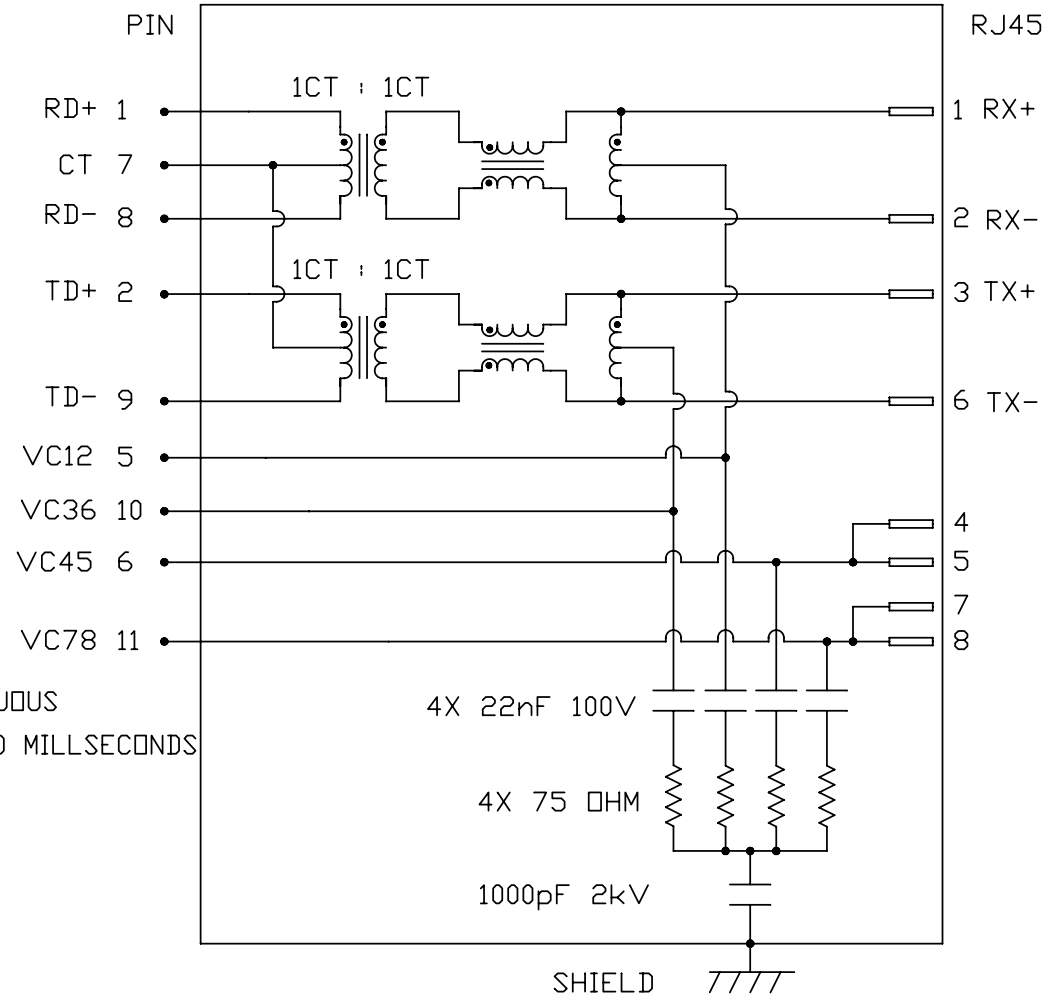 PIN RJ45
1CT : 1CT
RD+ 1 1 RX+
CT 7
RD- 8 2 RX-
1CT : 1CT
TD+ 2 3 TX+
TD- 9 6 TX-
VC12 5
VC36 10
4
VC45 6 5
7
VC78 11 8
UOUS
4X 22nF 100V
MILLSECONDS
4X 75 OHM
1000pF 2kV
SHIELD